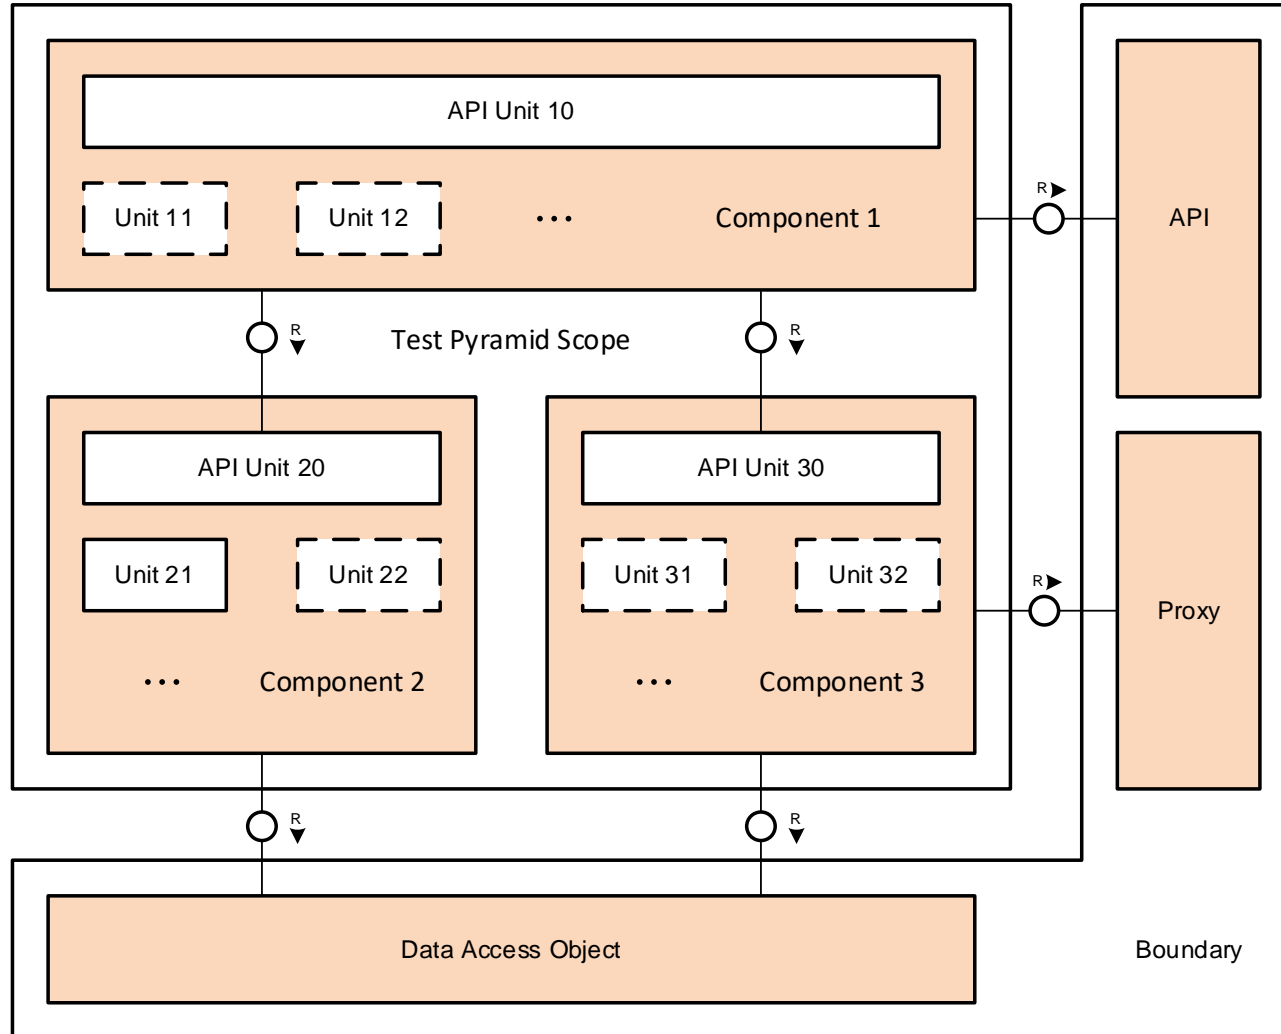 API Unit 10
Unit 11
Unit 12
...
Component 1
R
API
R
Test Pyramid Scope
R
API Unit 20
API Unit 30
Unit 21
Unit 22
Unit 31
Unit 32
R
Proxy
...
Component 2
...
Component 3
R
R
Data Access Object
Boundary